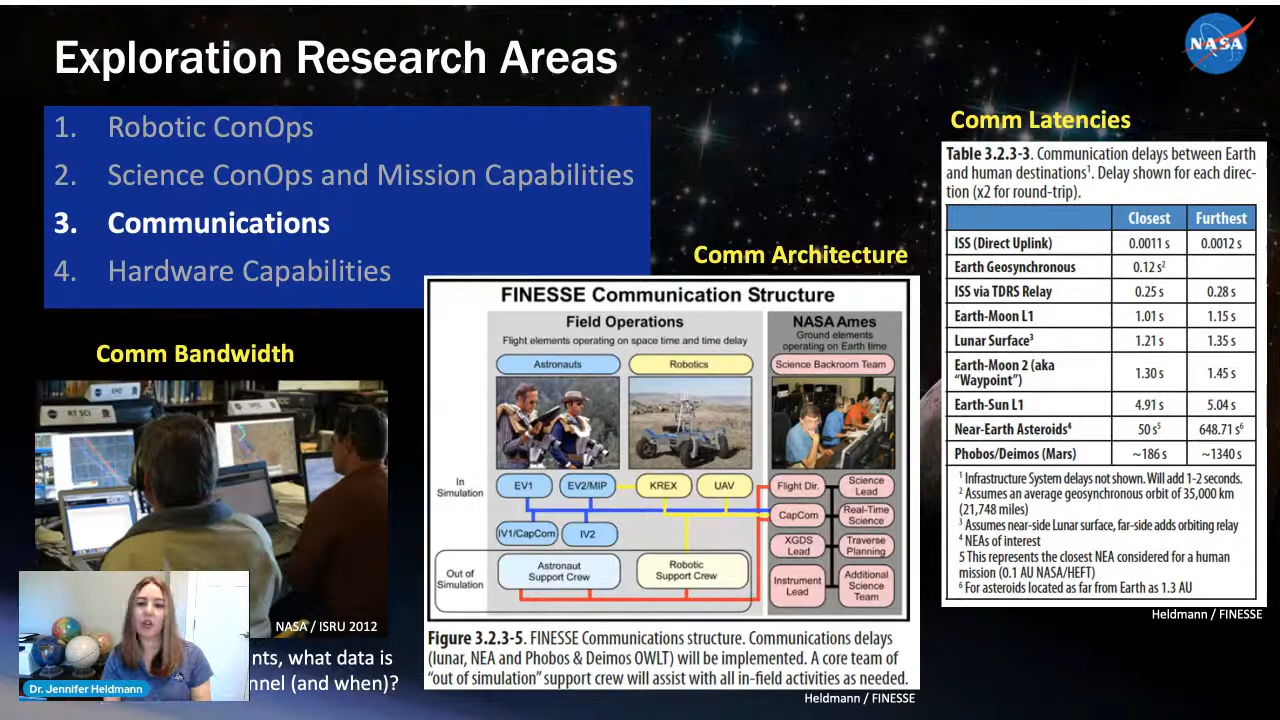 Exploration Research Areas
NASA
1. Robotic ConOps
2. Science ConOps and Mission Capabilities
3. Communications
4. Hardware Capabilities
Comm Bandwidth
RT SCI
NASA / ISRU 2012
nts, what data is
nnel (and when)?
Dr. Jennifer Heldmann
Comm Architecture
FINESSE Communication Structure
Field Operations
Flight elements operating on space time and time delay
NASA Ames
Ground elements
operating on Earth time
Astronauts
Robotics
Science Backroom Team
In
Simulation
EV1
EV2/MIP
KREX
UAV
Flight Dir.
Science
Lead
IV1/CapCom
IV2
CapCom
Real-Time
Science
XGDS
Lead
Traverse
Planning
Out of
Simulation
Astronaut
Support Crew
Robotic
Support Crew
Instrument
Lead
Additional
Science
Team
Figure 3.2.3-5. FINESSE Communications structure. Communications delays
(lunar, NEA and Phobos & Deimos OWLT) will be implemented. A core team of
“out of simulation” support crew will assist with all in-field activities as needed.
Heldmann / FINESSE
Comm Latencies
Table 3.2.3-3. Communication delays between Earth
and human destinations¹. Delay shown for each direc-
tion (x2 for round-trip).
Closest Furthest
ISS (Direct Uplink) 0.0011 s 0.0012 s
Earth Geosynchronous 0.12 s²
ISS via TDRS Relay 0.25 s 0.28 s
Earth-Moon L1 1.01 s 1.15 s
Lunar Surface³ 1.21 s 1.35 s
Earth-Moon 2 (aka
“Waypoint”) 1.30 s 1.45 s
Earth-Sun L1 4.91 s 5.04 s
Near-Earth Asteroids⁴ 50 s⁵ 648.71 s⁶
Phobos/Deimos (Mars) ~186 s ~1340 s
¹ Infrastructure System delays not shown. Will add 1-2 seconds.
² Assumes an average geosynchronous orbit of 35,000 km
(21,748 miles)
³ Assumes near-side Lunar surface, far-side adds orbiting relay
⁴ NEAs of interest
5 This represents the closest NEA considered for a human
mission (0.1 AU NASA/HEFT)
⁶ For asteroids located as far from Earth as 1.3 AU
Heldmann / FINESSE